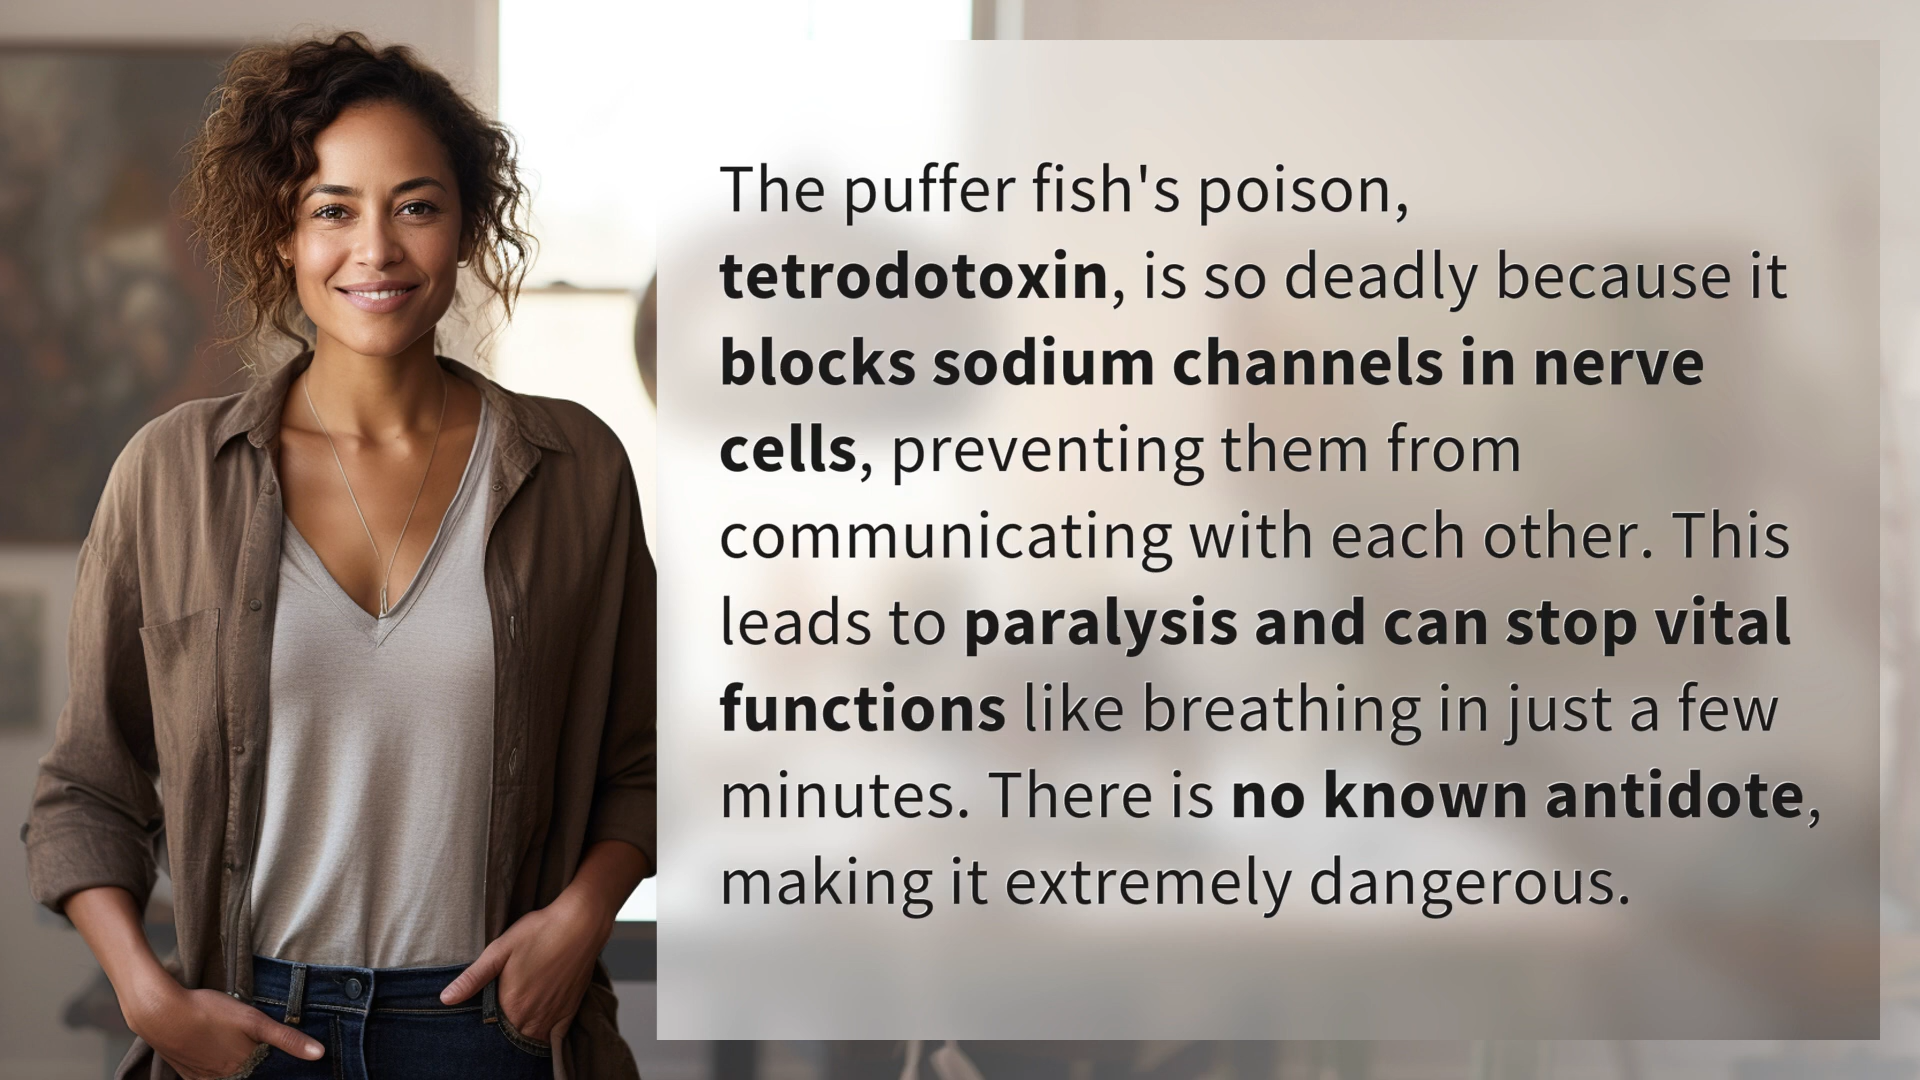 The puffer fish's poison,
tetrodotoxin, is so deadly because it
blocks sodium channels in nerve
cells, preventing them from
communicating with each other. This
leads to paralysis and can stop vital
functions like breathing in just a few
minutes. There is no known antidote,
making it extremely dangerous.